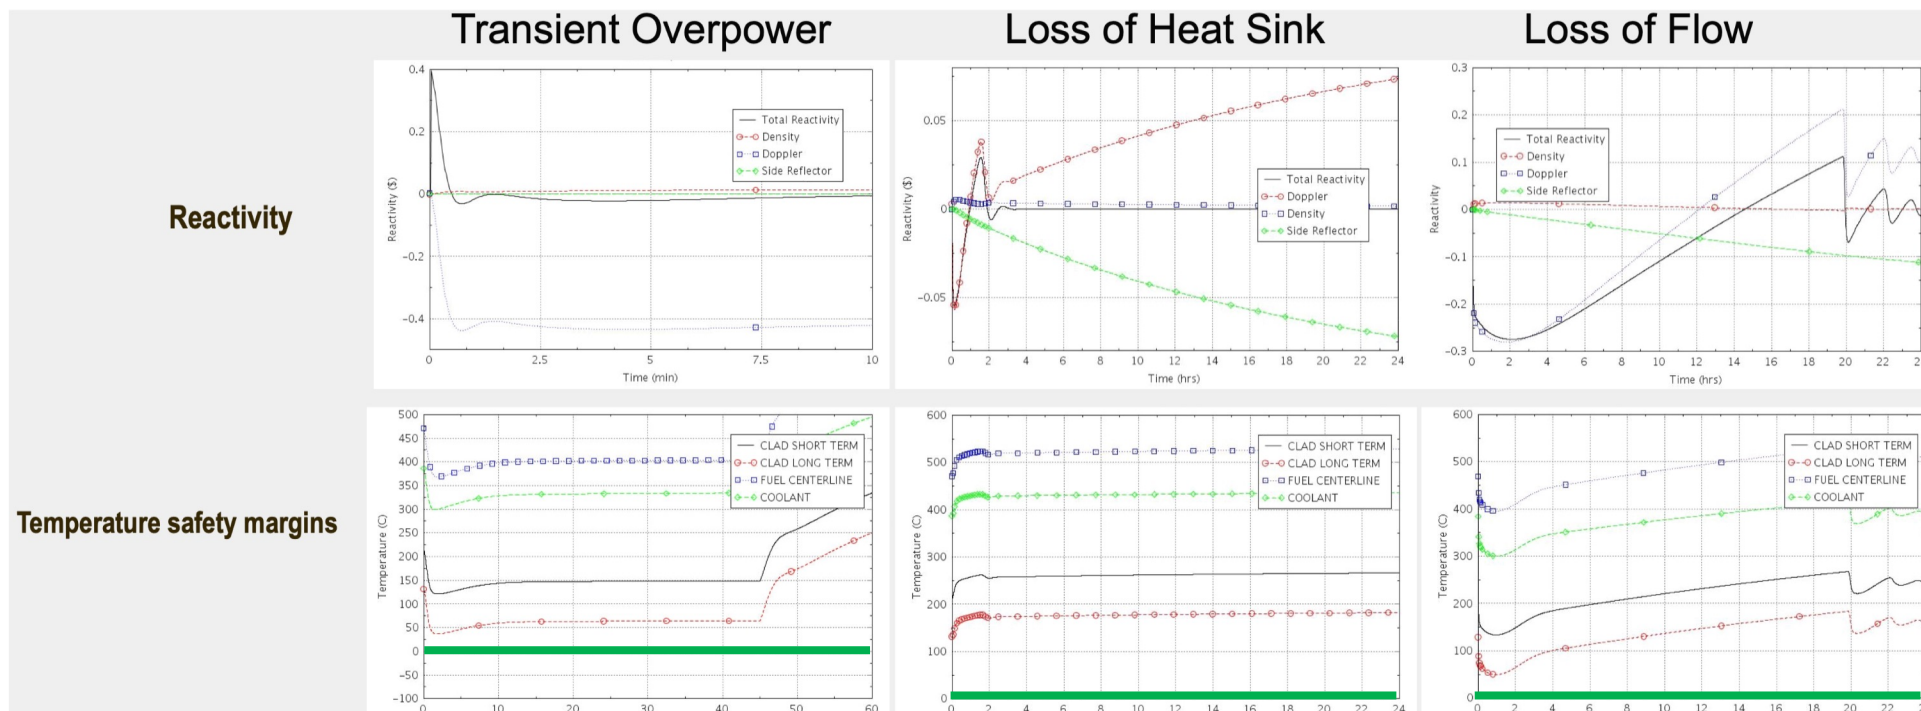 Transient Overpower
Loss of Heat Sink
Loss of Flow
Reactivity
0.4
0.2
0
−0.2
−0.4
Reactivity ($)
Total Reactivity
Density
Doppler
Side Reflector
0 2.5 5 7.5 10
Time (min)
0.05
0
−0.05
Reactivity ($)
Total Reactivity
Doppler
Density
Side Reflector
0 2 4 6 8 10 12 14 16 18 20 22 24
Time (hrs)
0.3
0.2
0.1
0
−0.1
−0.2
−0.3
Reactivity
Total Reactivity
Density
Doppler
Side Reflector
0 2 4 6 8 10 12 14 16 18 20 22
Time (hrs)
Temperature safety margins
500
450
400
350
300
250
200
150
100
50
0
−50
−100
Temperature (C)
CLAD SHORT TERM
CLAD LONG TERM
FUEL CENTERLINE
COOLANT
0 10 20 30 40 50 60
600
500
400
300
200
100
0
Temperature (C)
CLAD SHORT TERM
CLAD LONG TERM
FUEL CENTERLINE
COOLANT
0 2 4 6 8 10 12 14 16 18 20 22 24
600
500
400
300
200
100
0
Temperature (C)
CLAD SHORT TERM
CLAD LONG TERM
FUEL CENTERLINE
COOLANT
0 2 4 6 8 10 12 14 16 18 20 22